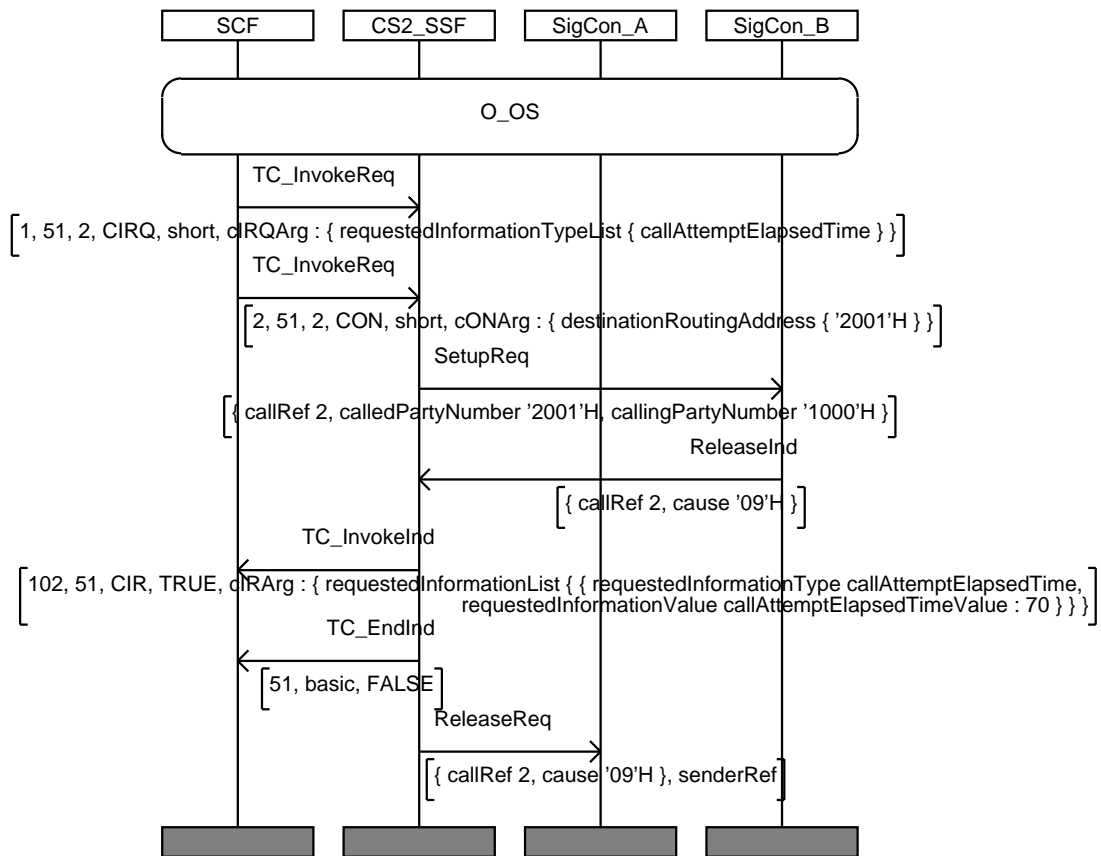 SCF CS2_SSF SigCon_A SigCon_B
O_OS
TC_InvokeReq
1, 51, 2, CIRQ, short, cIRQArg : { requestedInformationTypeList { callAttemptElapsedTime } }
TC_InvokeReq
2, 51, 2, CON, short, cONArg : { destinationRoutingAddress { '2001'H } }
SetupReq
{ callRef 2, calledPartyNumber '2001'H, callingPartyNumber '1000'H }
ReleaseInd
{ callRef 2, cause '09'H }
TC_InvokeInd
102, 51, CIR, TRUE, cIRArg : { requestedInformationList { { requestedInformationType callAttemptElapsedTime,
requestedInformationValue callAttemptElapsedTimeValue : 70 } } }
TC_EndInd
51, basic, FALSE
ReleaseReq
{ callRef 2, cause '09'H }, senderRef